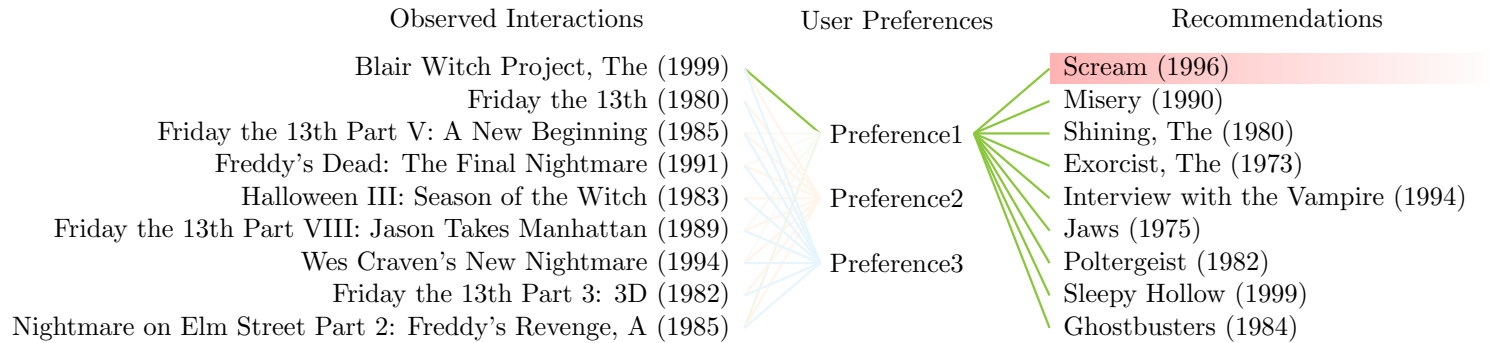 Observed Interactions
User Preferences
Recommendations
Blair Witch Project, The (1999)
Friday the 13th (1980)
Friday the 13th Part V: A New Beginning (1985)
Freddy's Dead: The Final Nightmare (1991)
Halloween III: Season of the Witch (1983)
Friday the 13th Part VIII: Jason Takes Manhattan (1989)
Wes Craven's New Nightmare (1994)
Friday the 13th Part 3: 3D (1982)
Nightmare on Elm Street Part 2: Freddy's Revenge, A (1985)
Preference1
Preference2
Preference3
Scream (1996)
Misery (1990)
Shining, The (1980)
Exorcist, The (1973)
Interview with the Vampire (1994)
Jaws (1975)
Poltergeist (1982)
Sleepy Hollow (1999)
Ghostbusters (1984)